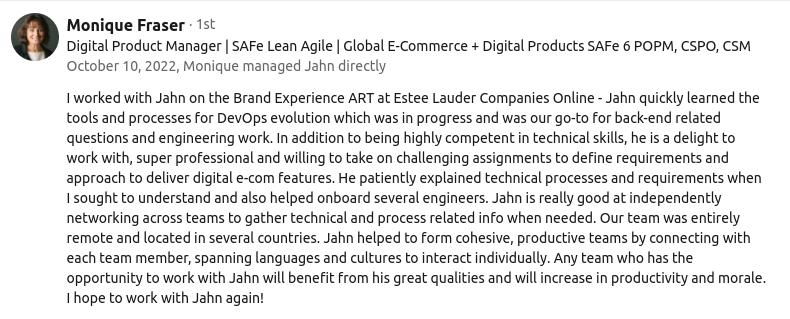 Monique Fraser · 1st
Digital Product Manager | SAFe Lean Agile | Global E-Commerce + Digital Products SAFe 6 POPM, CSPO, CSM
October 10, 2022, Monique managed Jahn directly
I worked with Jahn on the Brand Experience ART at Estee Lauder Companies Online - Jahn quickly learned the
tools and processes for DevOps evolution which was in progress and was our go-to for back-end related
questions and engineering work. In addition to being highly competent in technical skills, he is a delight to
work with, super professional and willing to take on challenging assignments to define requirements and
approach to deliver digital e-com features. He patiently explained technical processes and requirements when
I sought to understand and also helped onboard several engineers. Jahn is really good at independently
networking across teams to gather technical and process related info when needed. Our team was entirely
remote and located in several countries. Jahn helped to form cohesive, productive teams by connecting with
each team member, spanning languages and cultures to interact individually. Any team who has the
opportunity to work with Jahn will benefit from his great qualities and will increase in productivity and morale.
I hope to work with Jahn again!